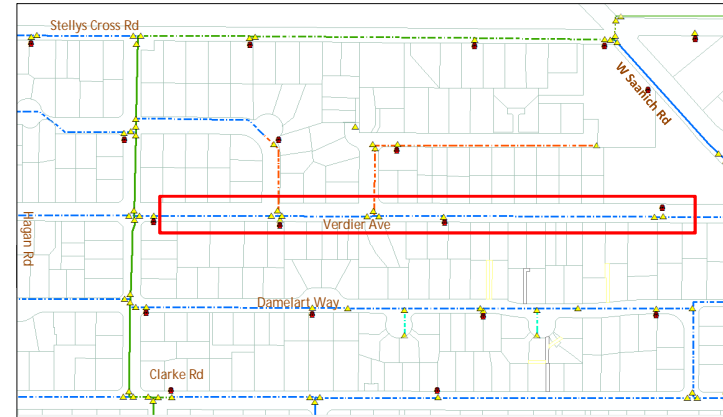 Stellys Cross Rd
W Saanich Rd
Hagan Rd
Verdier Ave
Damelart Way
Clarke Rd